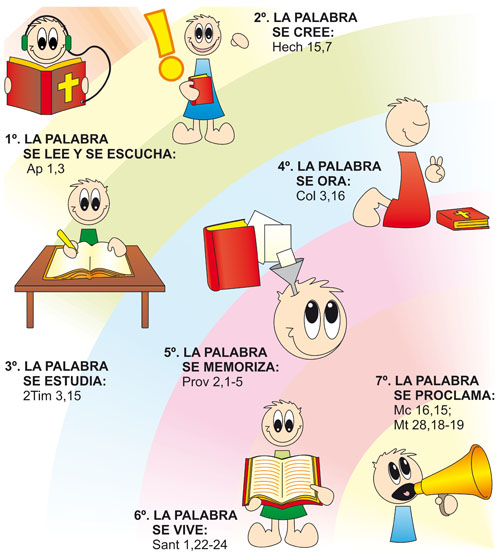 1º. LA PALABRA
SE LEE Y SE ESCUCHA:
Ap 1,3
2º. LA PALABRA
SE CREE:
Hech 15,7
3º. LA PALABRA
SE ESTUDIA:
2Tim 3,15
4º. LA PALABRA
SE ORA:
Col 3,16
5º. LA PALABRA
SE MEMORIZA:
Prov 2,1-5
6º. LA PALABRA
SE VIVE:
Sant 1,22-24
7º. LA PALABRA
SE PROCLAMA:
Mc 16,15;
Mt 28,18-19